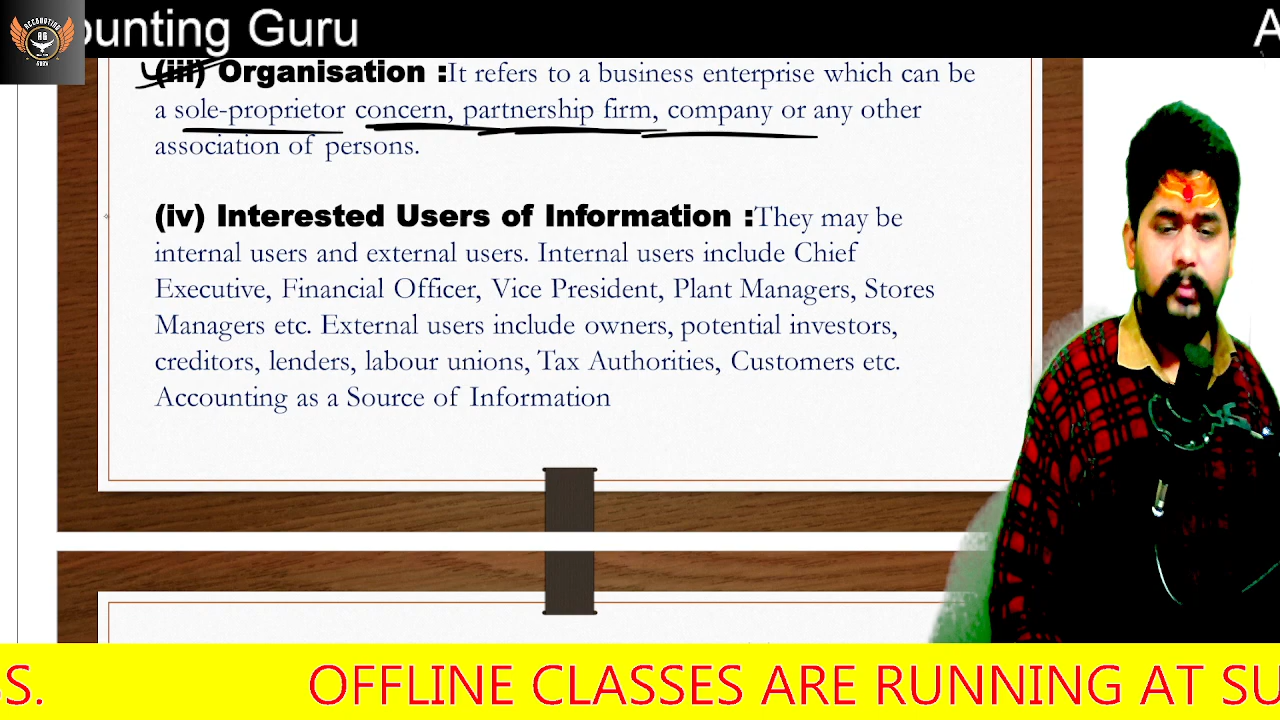 ounting Guru
A
ACCOUNTING
AG
GURU
(iii) Organisation :It refers to a business enterprise which can be
a sole-proprietor concern, partnership firm, company or any other
association of persons.
(iv) Interested Users of Information :They may be
internal users and external users. Internal users include Chief
Executive, Financial Officer, Vice President, Plant Managers, Stores
Managers etc. External users include owners, potential investors,
creditors, lenders, labour unions, Tax Authorities, Customers etc.
Accounting as a Source of Information
S. OFFLINE CLASSES ARE RUNNING AT SU